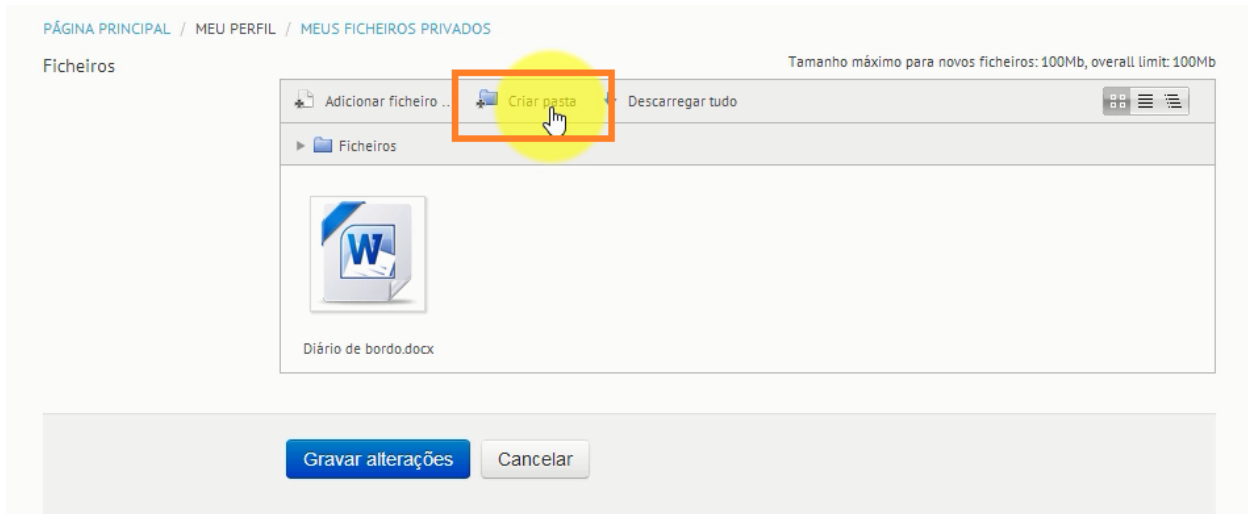 PÁGINA PRINCIPAL / MEU PERFIL / MEUS FICHEIROS PRIVADOS
Ficheiros
Tamanho máximo para novos ficheiros: 100Mb, overall limit: 100Mb
Adicionar ficheiro .. Criar pasta Descarregar tudo
Ficheiros
W
Diário de bordo.docx
Gravar alterações Cancelar